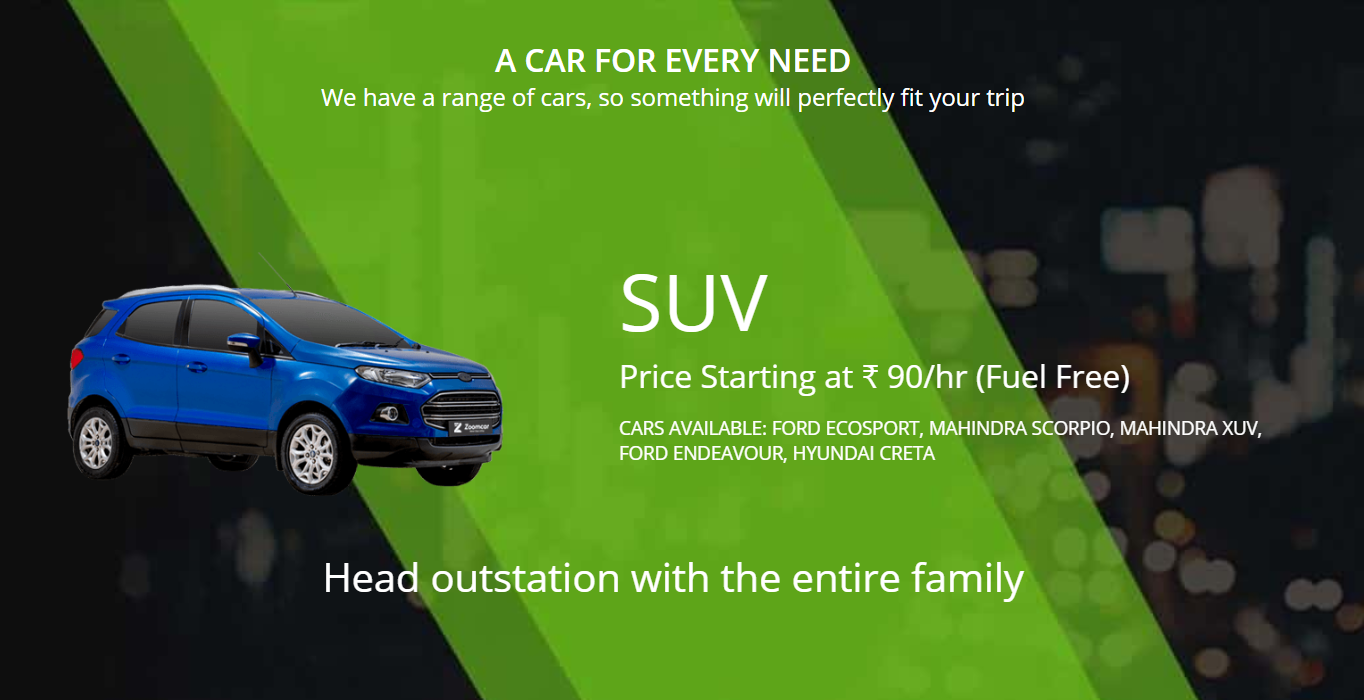 A CAR FOR EVERY NEED
We have a range of cars, so something will perfectly fit your trip
SUV
Price Starting at ₹ 90/hr (Fuel Free)
CARS AVAILABLE: FORD ECOSPORT, MAHINDRA SCORPIO, MAHINDRA XUV,
FORD ENDEAVOUR, HYUNDAI CRETA
Z Zoomcar
Head outstation with the entire family